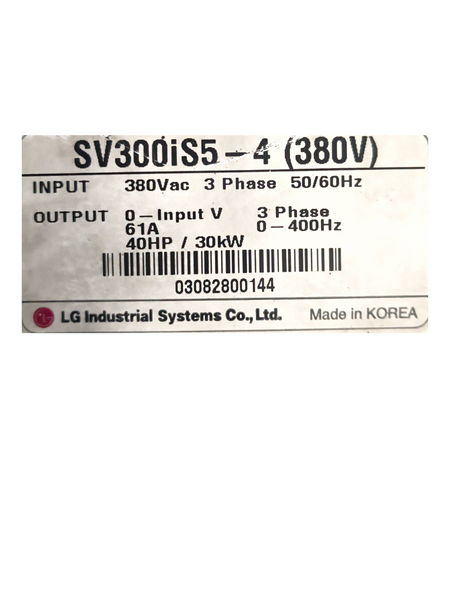 SV300iS5-4 (380V)
INPUT 380Vac 3 Phase 50/60Hz
OUTPUT 0-Input V 3 Phase
61A 0-400Hz
40HP / 30kW
03082800144
LG LG Industrial Systems Co., Ltd. Made in KOREA